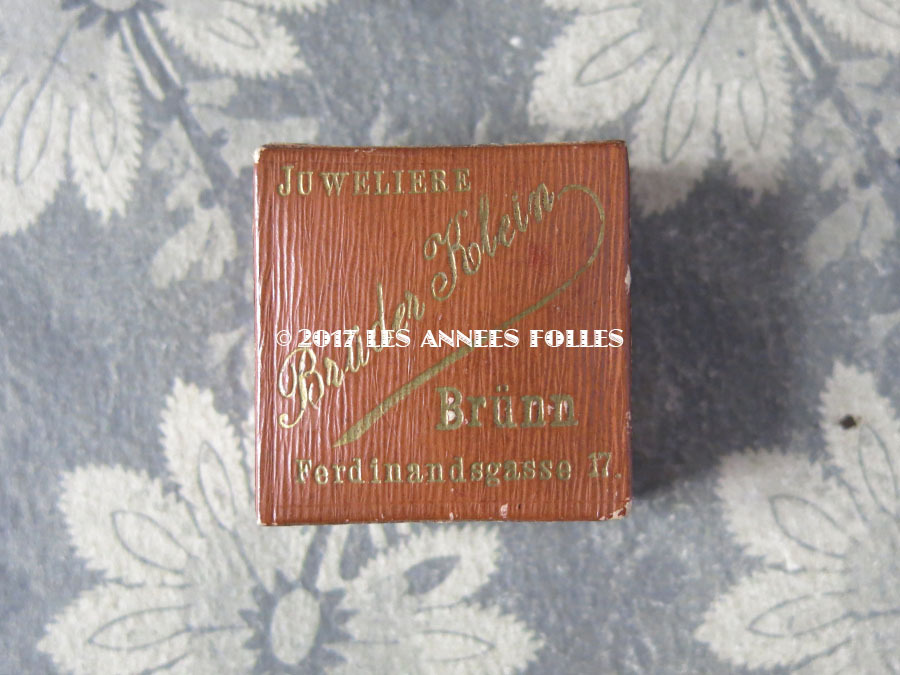 JUWELIERE
Brüder Klein
© 2017 LES ANNEES FOLLES
Brünn
Ferdinandsgasse 17.